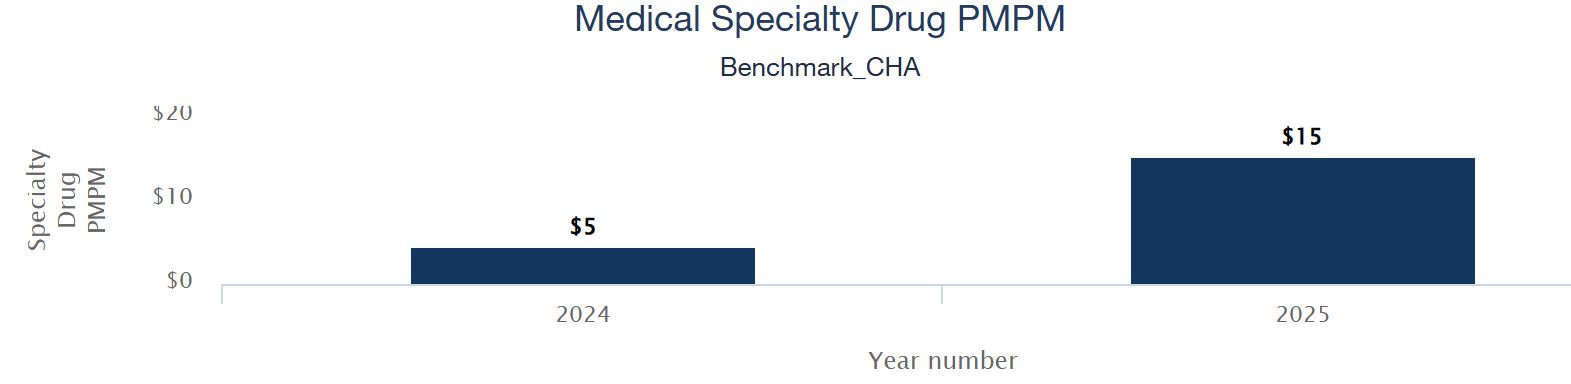 Medical Specialty Drug PMPM
Benchmark_CHA
$20
$10
$0
Specialty
Drug
PMPM
$5
$15
2024
2025
Year number